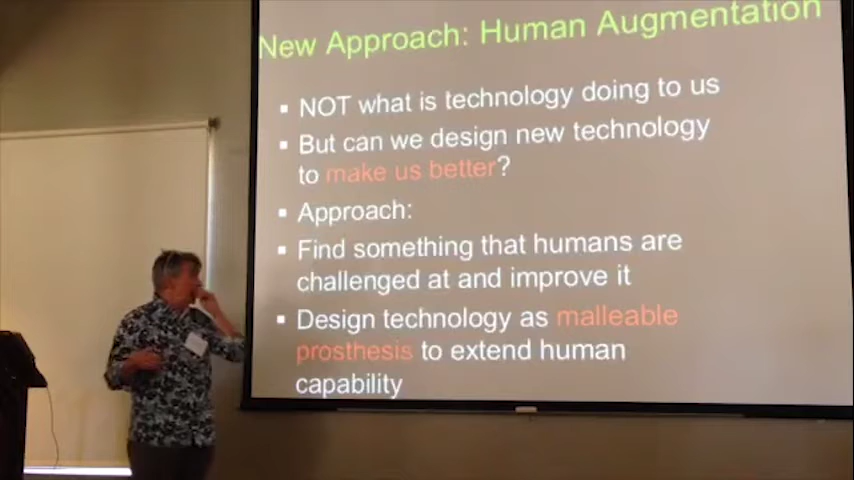 New Approach: Human Augmentation
▪ NOT what is technology doing to us
▪ But can we design new technology
to make us better?
▪ Approach:
▪ Find something that humans are
challenged at and improve it
▪ Design technology as malleable
prosthesis to extend human
capability